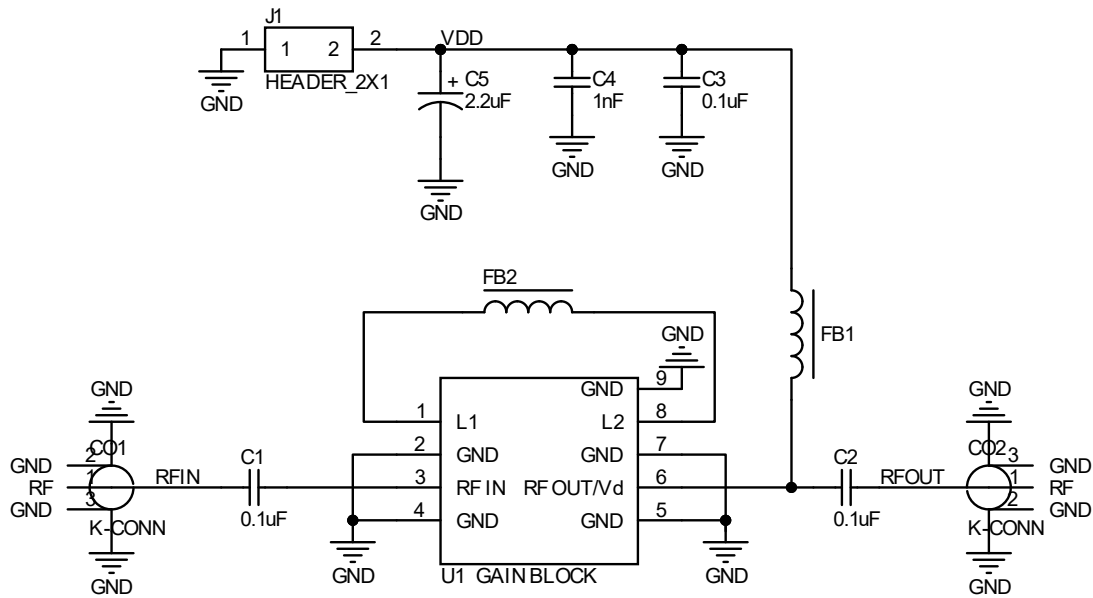 J1
1 1 2 2 VDD
HEADER_2X1
GND
+ C5
2.2uF
GND
C4
1nF
GND
C3
0.1uF
GND
FB2
FB1
GND
GND 9
1 L1 L2 8
2 GND GND 7
3 RF IN RF OUT/Vd 6
4 GND GND 5
U1 GAIN BLOCK
GND
GND
GND
CO1
GND 2
RF 1
GND 3
K-CONN
GND
RFIN
C1
0.1uF
C2
0.1uF
RFOUT
GND
CO2
3 GND
1 RF
2 GND
K-CONN
GND